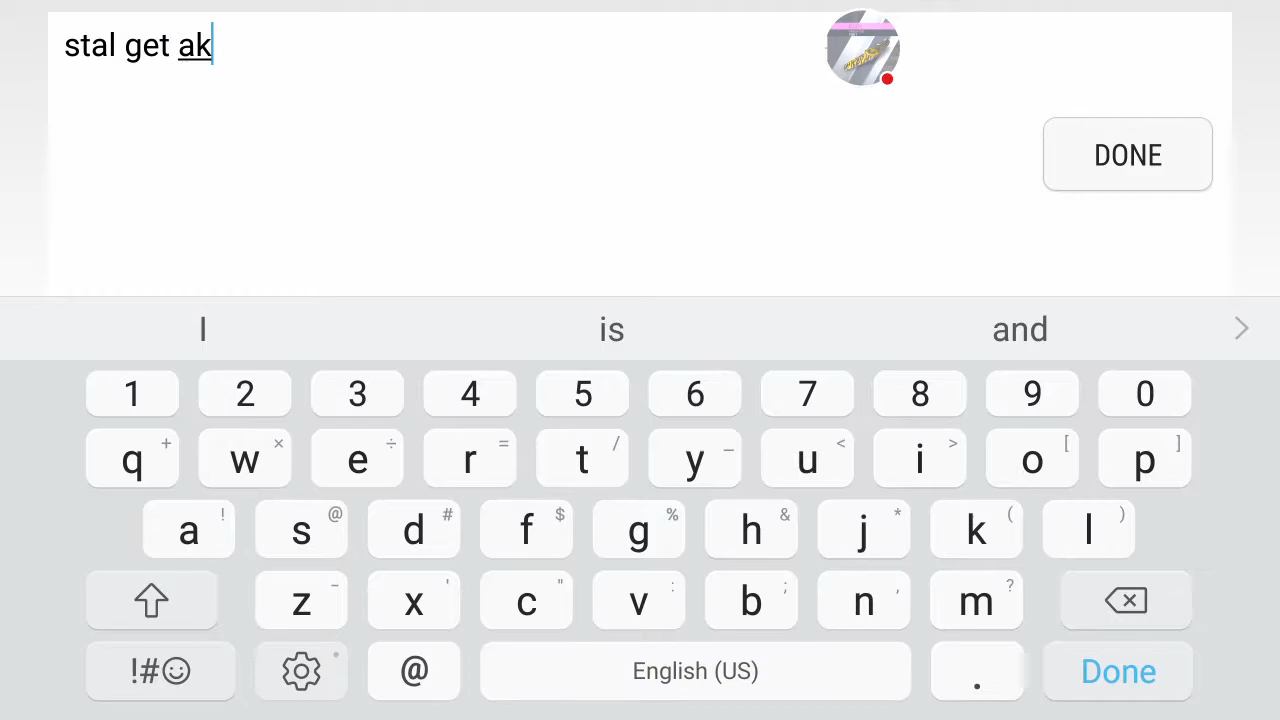 stal get ak
DONE
I is and
1 2 3 4 5 6 7 8 9 0
q + w × e ÷ r = t / y _ u < i > o [ p ]
a ! s @ d # f $ g % h & j * k ( l )
z - x ' c " v : b ; n , m ?
!#☺ @ English (US) . Done